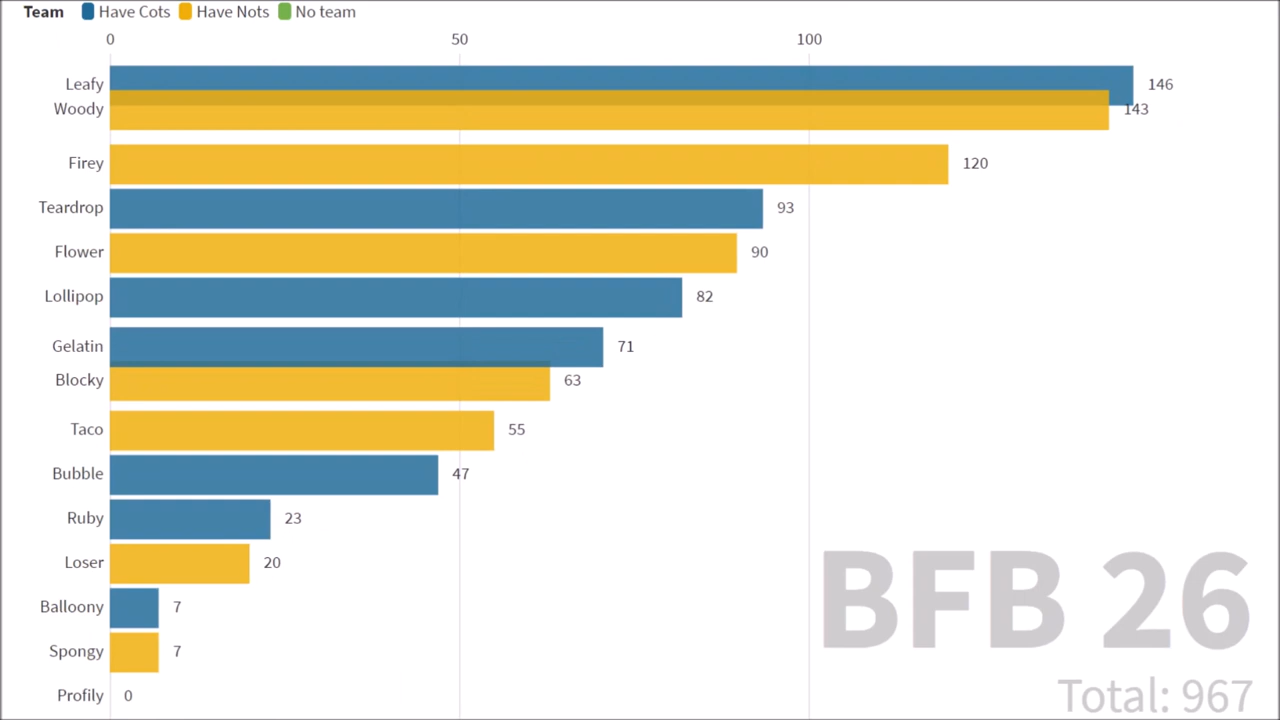 Team Have Cots Have Nots No team
0 50 100
Leafy 146
Woody 143
Firey 120
Teardrop 93
Flower 90
Lollipop 82
Gelatin 71
Blocky 63
Taco 55
Bubble 47
Ruby 23
Loser 20
Balloony 7
Spongy 7
Profily 0
BFB 26
Total: 967